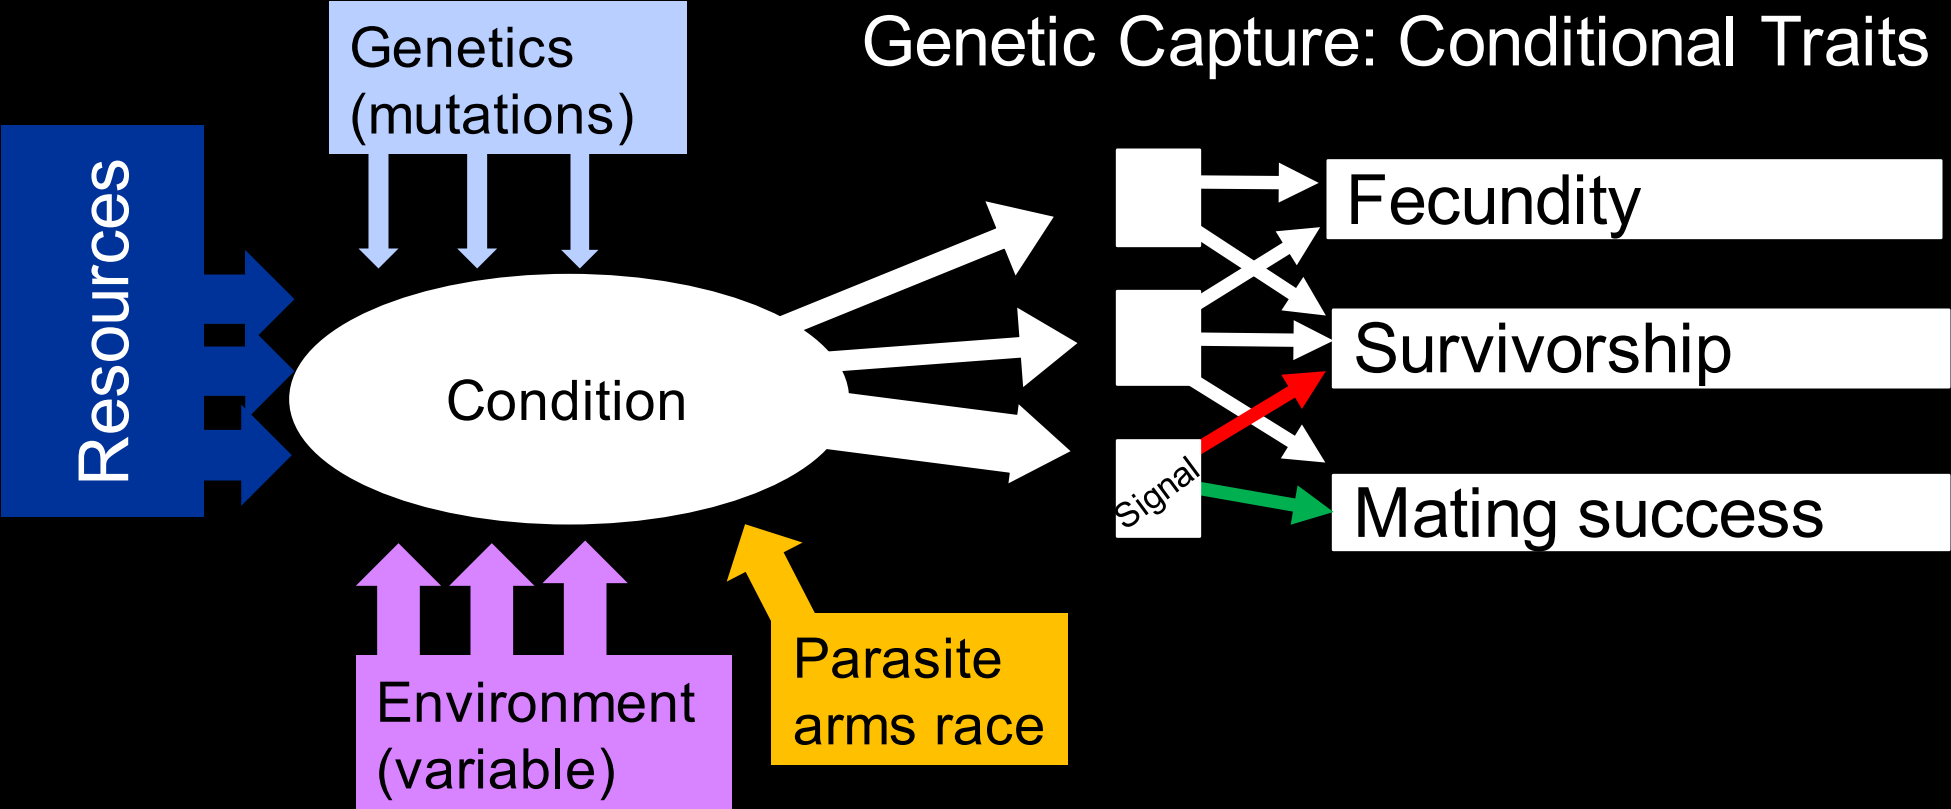 Genetic Capture: Conditional Traits
Genetics
(mutations)
Resources
Condition
Fecundity
Survivorship
Signal
Mating success
Environment
(variable)
Parasite
arms race